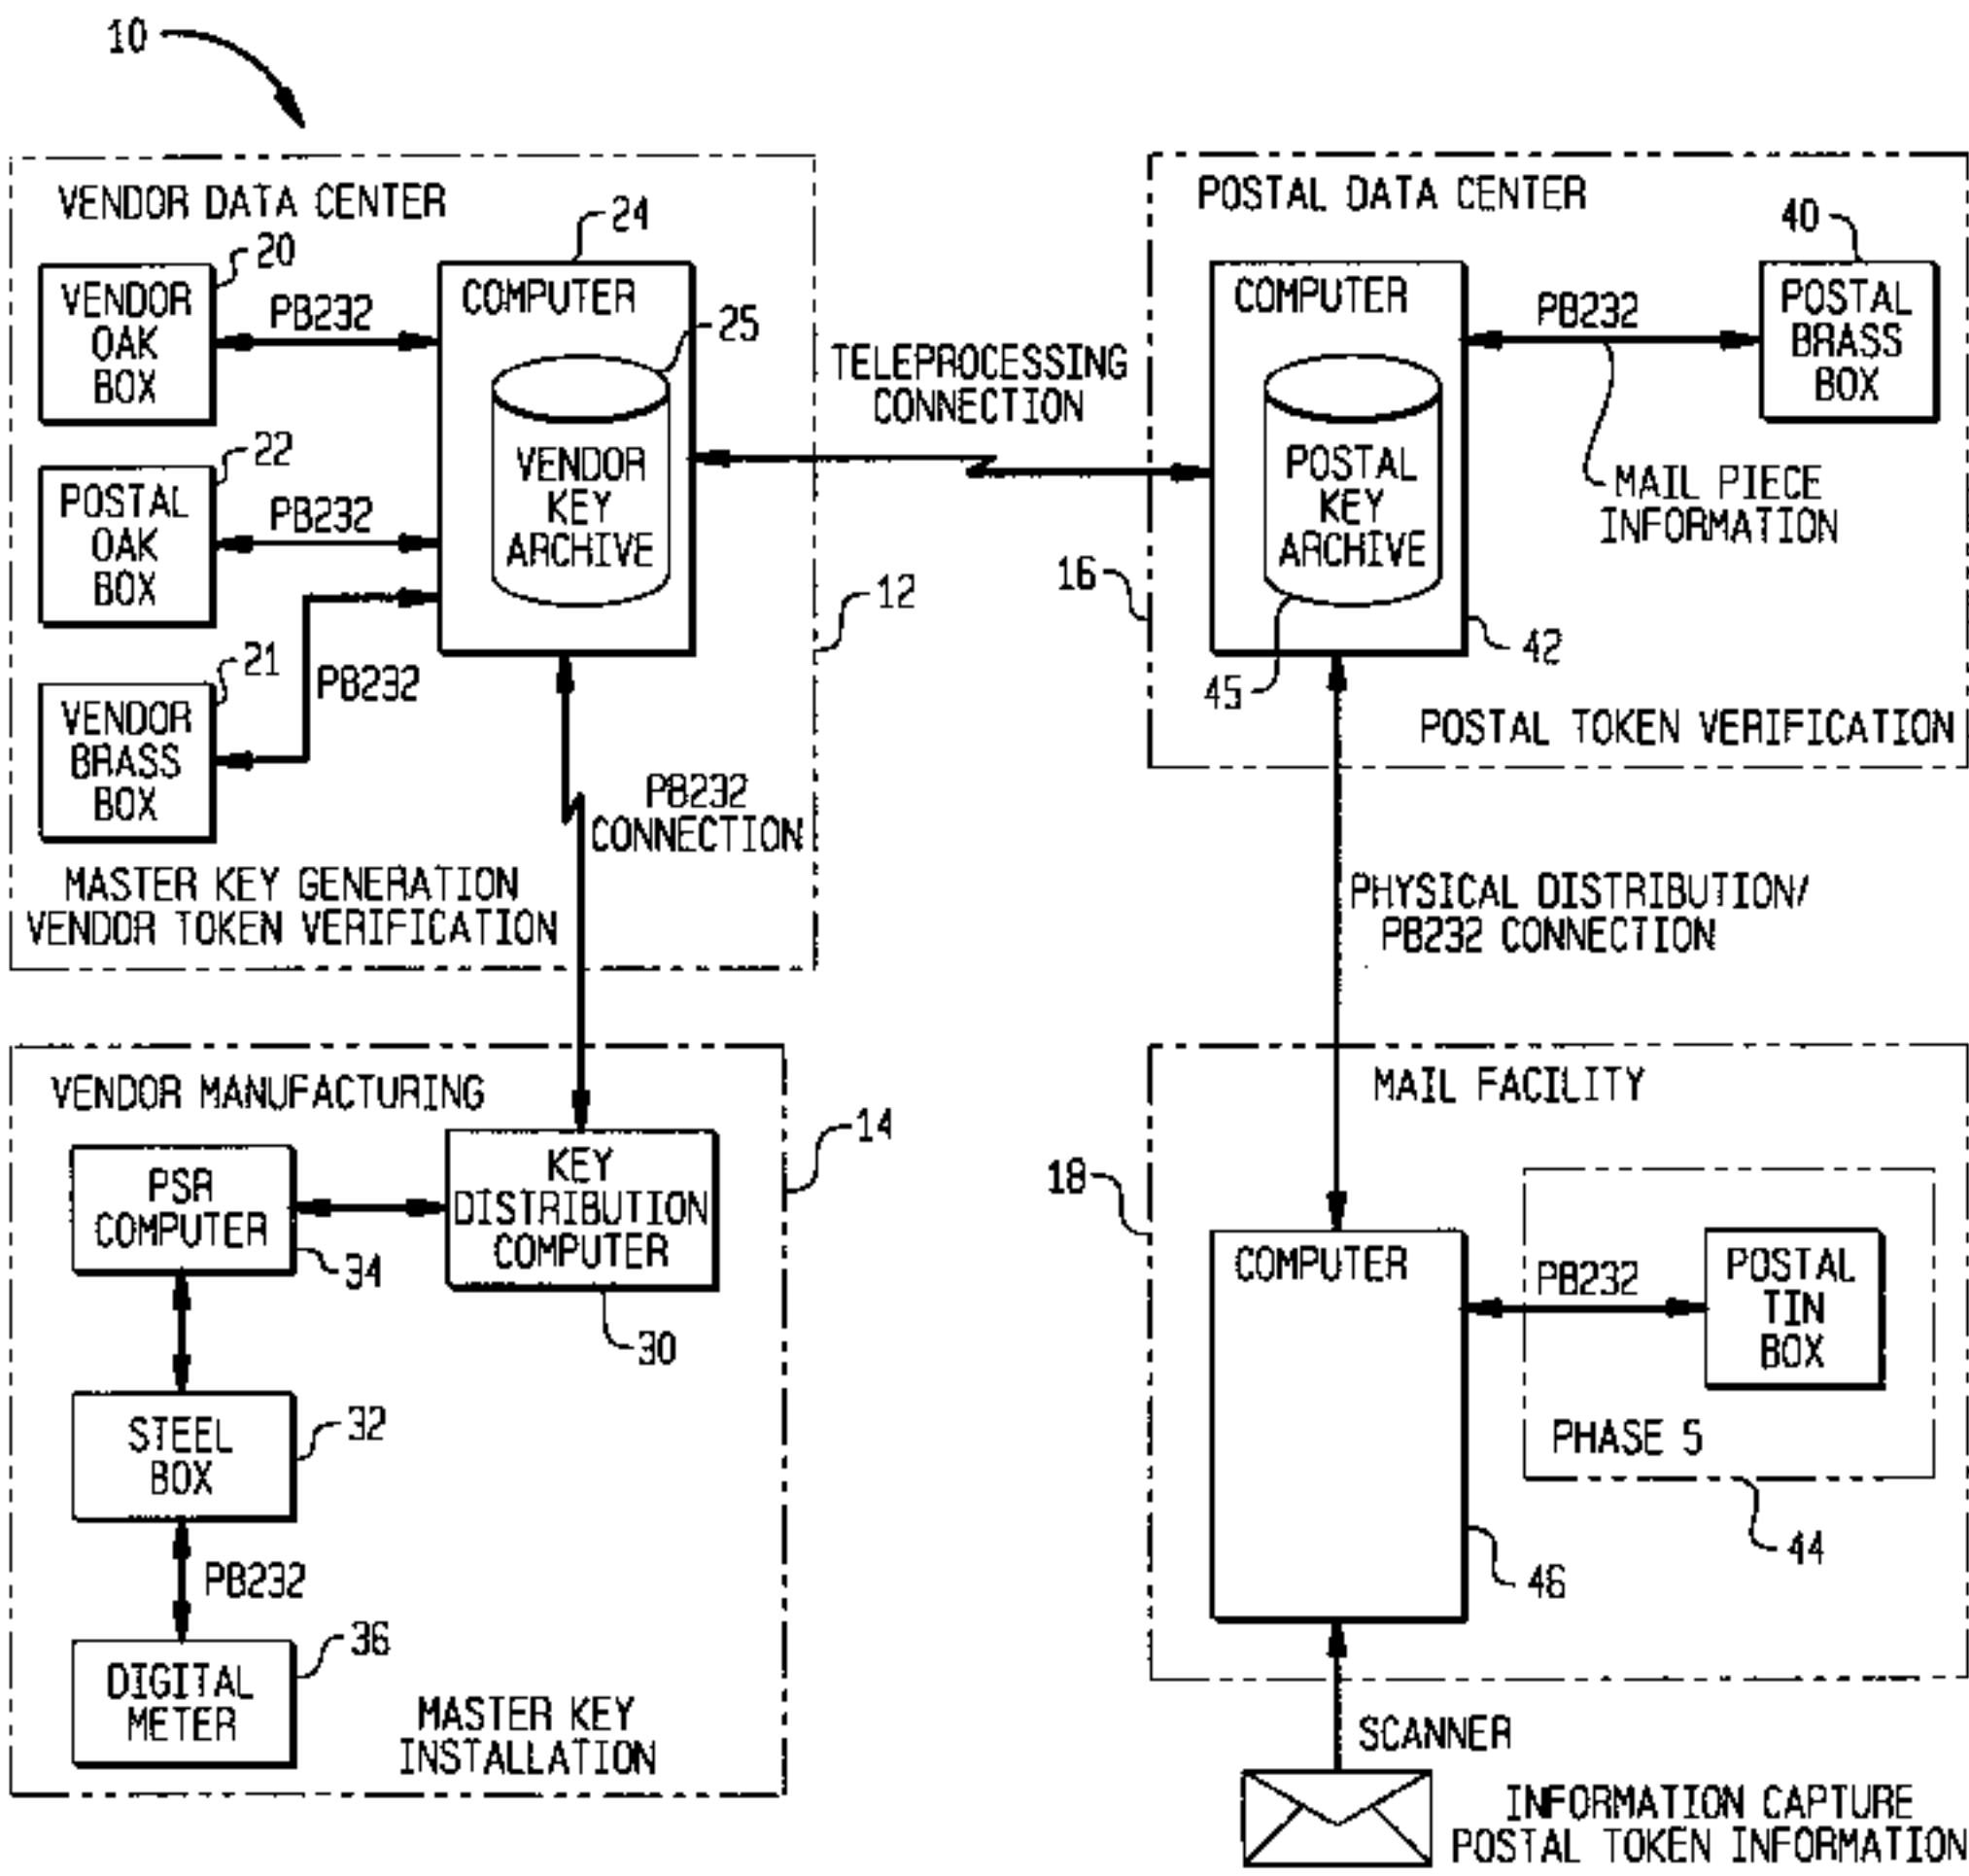 10
VENDOR DATA CENTER
24
20
VENDOR
OAK
BOX
PB232
COMPUTER
25
VENDOR
KEY
ARCHIVE
22
POSTAL
OAK
BOX
PB232
21
VENDOR
BRASS
BOX
PB232
12
PB232
CONNECTION
MASTER KEY GENERATION
VENDOR TOKEN VERIFICATION
TELEPROCESSING
CONNECTION
POSTAL DATA CENTER
40
COMPUTER
PB232
POSTAL
BRASS
BOX
POSTAL
KEY
ARCHIVE
MAIL PIECE
INFORMATION
16
42
45
POSTAL TOKEN VERIFICATION
PHYSICAL DISTRIBUTION/
PB232 CONNECTION
VENDOR MANUFACTURING
14
PSR
COMPUTER
34
KEY
DISTRIBUTION
COMPUTER
30
STEEL
BOX
32
PB232
36
DIGITAL
METER
MASTER KEY
INSTALLATION
MAIL FACILITY
18
COMPUTER
PB232
POSTAL
TIN
BOX
PHASE 5
44
46
SCANNER
INFORMATION CAPTURE
POSTAL TOKEN INFORMATION